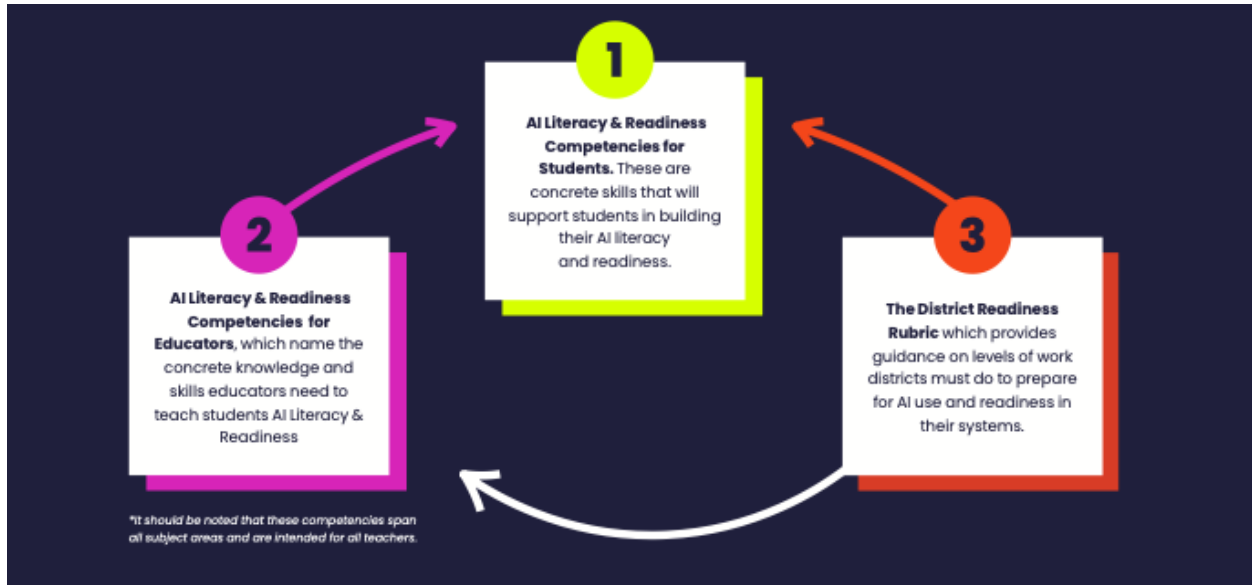 1
AI Literacy & Readiness
Competencies for
Students. These are
concrete skills that will
support students in building
their AI literacy
and readiness.
2
AI Literacy & Readiness
Competencies for
Educators, which name the
concrete knowledge and
skills educators need to
teach students AI Literacy &
Readiness
*It should be noted that these competencies span
all subject areas and are intended for all teachers.
3
The District Readiness
Rubric which provides
guidance on levels of work
districts must do to prepare
for AI use and readiness in
their systems.